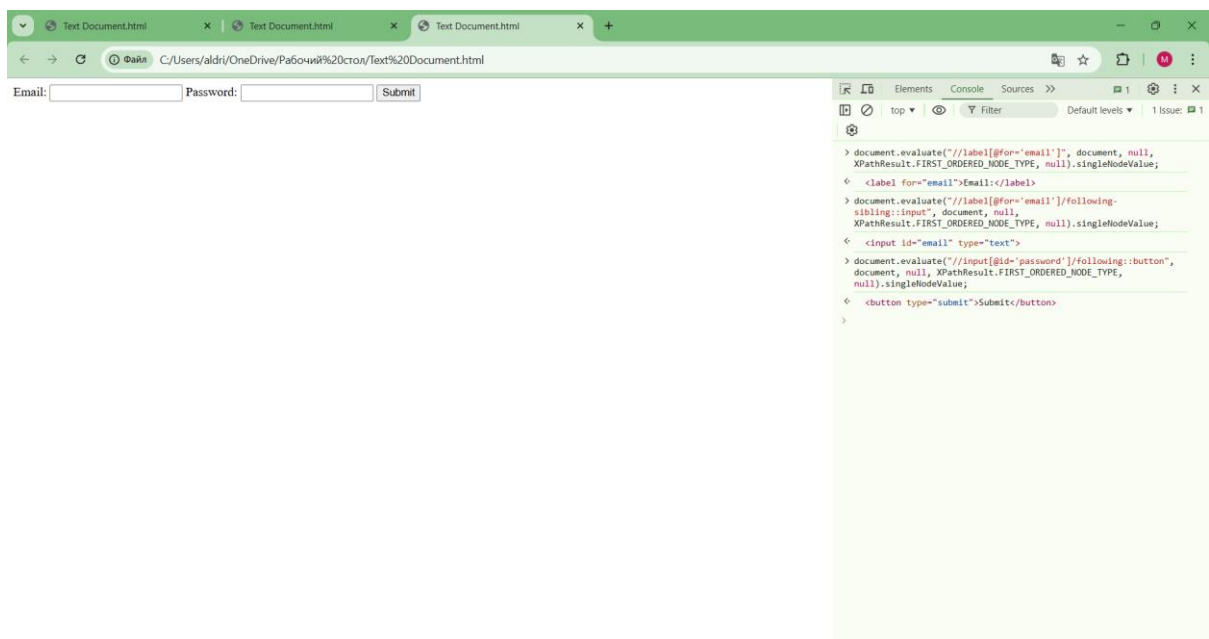 Text Document.html
Text Document.html
Text Document.html
Файл
C:/Users/aldri/OneDrive/Рабочий%20стол/Text%20Document.html
M
Email:
Password:
Submit
Elements Console Sources >> 1
top ▼ Filter Default levels ▼ 1 Issue: 1
> document.evaluate("//label[@for='email']", document, null,
XPathResult.FIRST_ORDERED_NODE_TYPE, null).singleNodeValue;
<label for="email">Email:</label>
> document.evaluate("//label[@for='email']/following-
sibling::input", document, null,
XPathResult.FIRST_ORDERED_NODE_TYPE, null).singleNodeValue;
<input id="email" type="text">
> document.evaluate("//input[@id='password']/following::button",
document, null, XPathResult.FIRST_ORDERED_NODE_TYPE,
null).singleNodeValue;
<button type="submit">Submit</button>
>